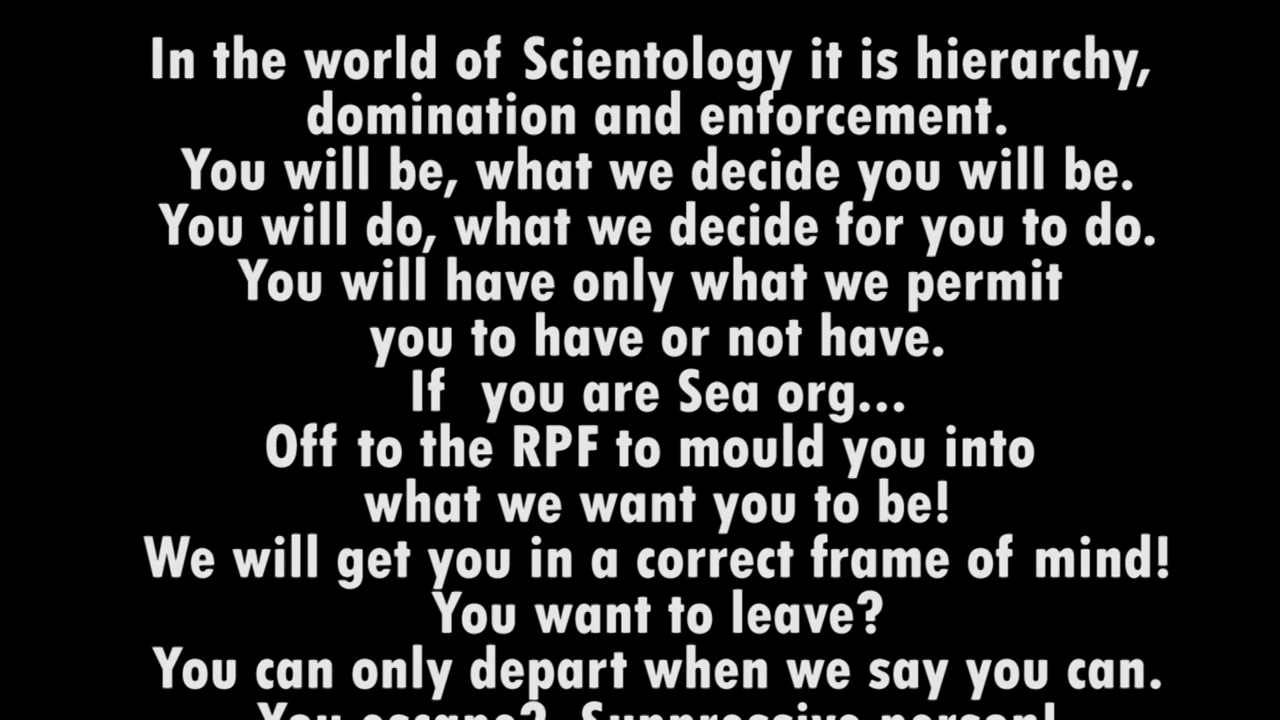 In the world of Scientology it is hierarchy,
domination and enforcement.
You will be, what we decide you will be.
You will do, what we decide for you to do.
You will have only what we permit
you to have or not have.
If you are Sea org...
Off to the RPF to mould you into
what we want you to be!
We will get you in a correct frame of mind!
You want to leave?
You can only depart when we say you can.
You escape? Suppressive person!